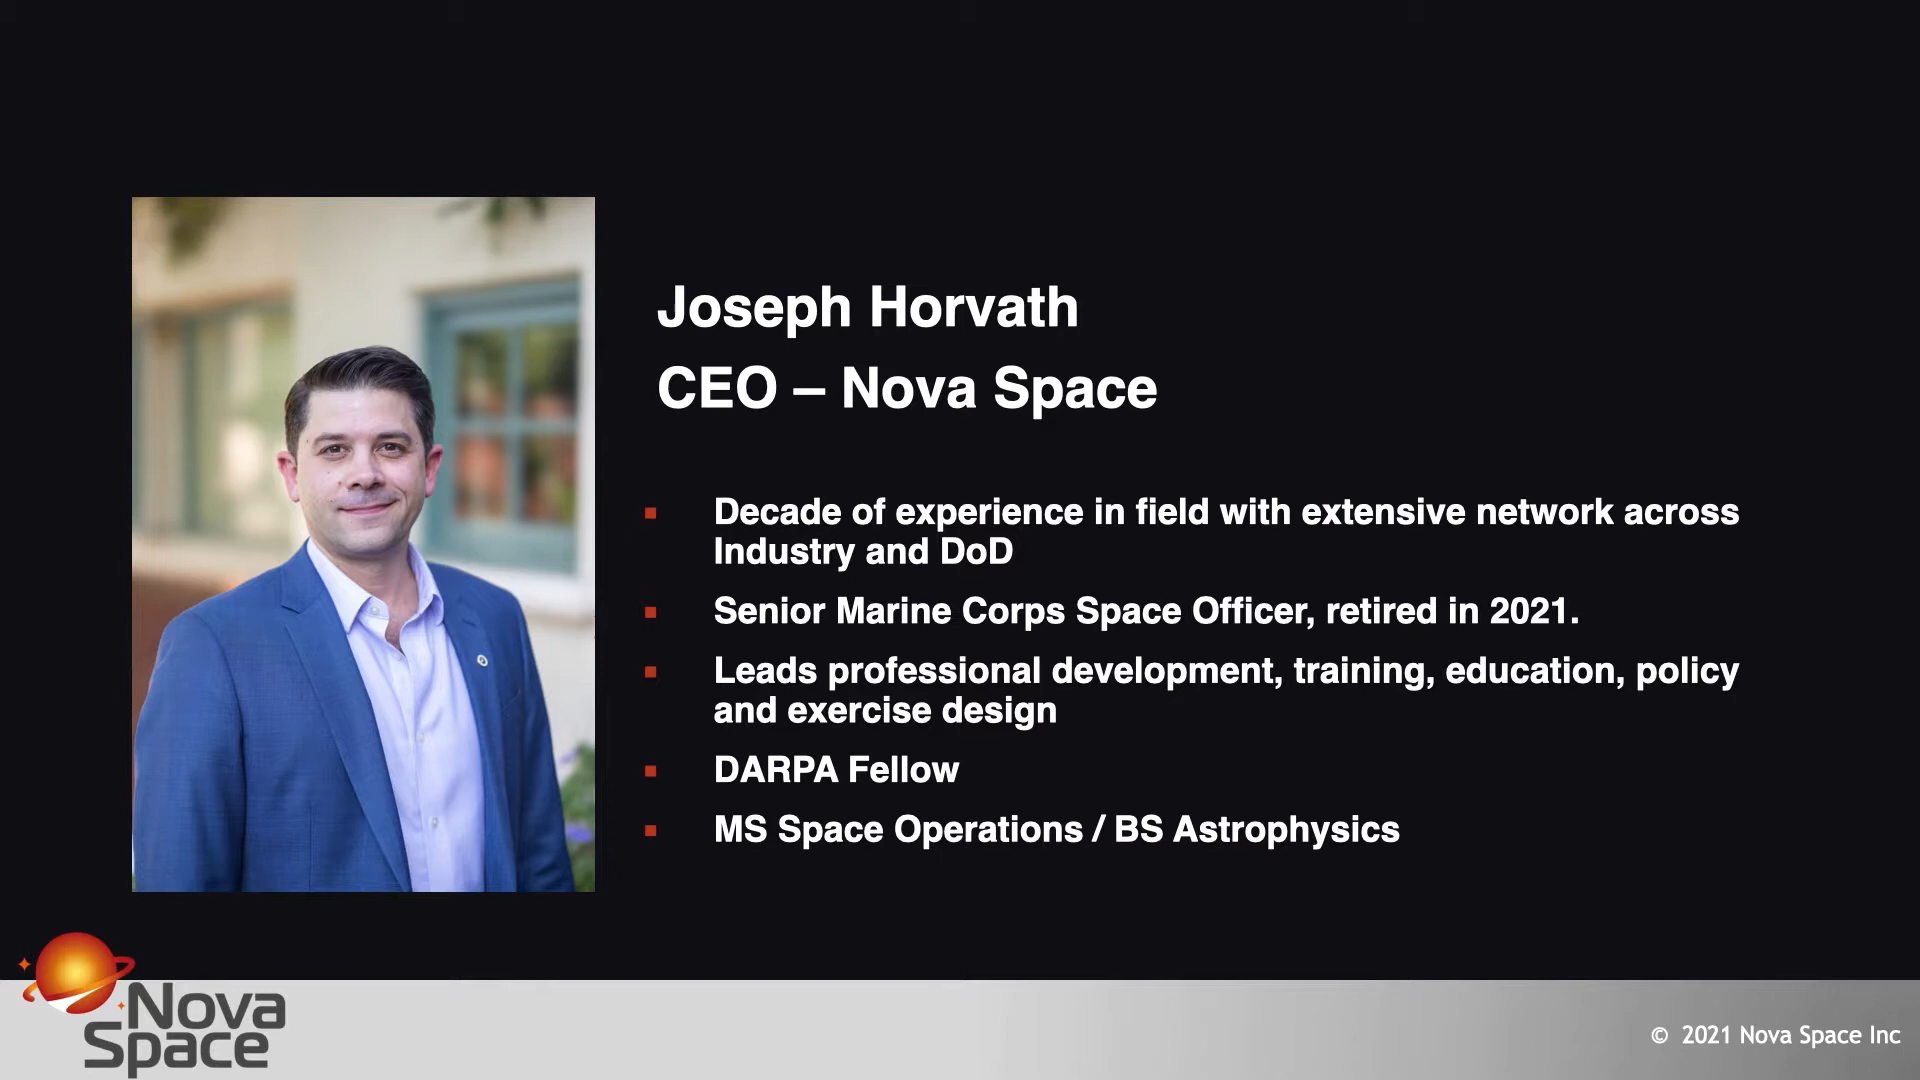 Joseph Horvath
CEO – Nova Space
▪ Decade of experience in field with extensive network across
Industry and DoD
▪ Senior Marine Corps Space Officer, retired in 2021.
▪ Leads professional development, training, education, policy
and exercise design
▪ DARPA Fellow
▪ MS Space Operations / BS Astrophysics
Nova
Space
© 2021 Nova Space Inc